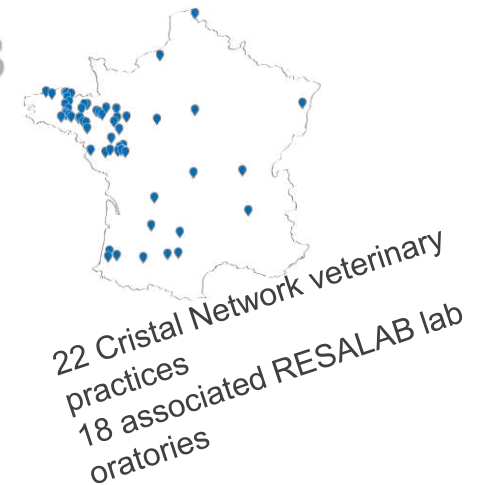 22 Cristal Network veterinary
practices
18 associated RESALAB lab
oratories